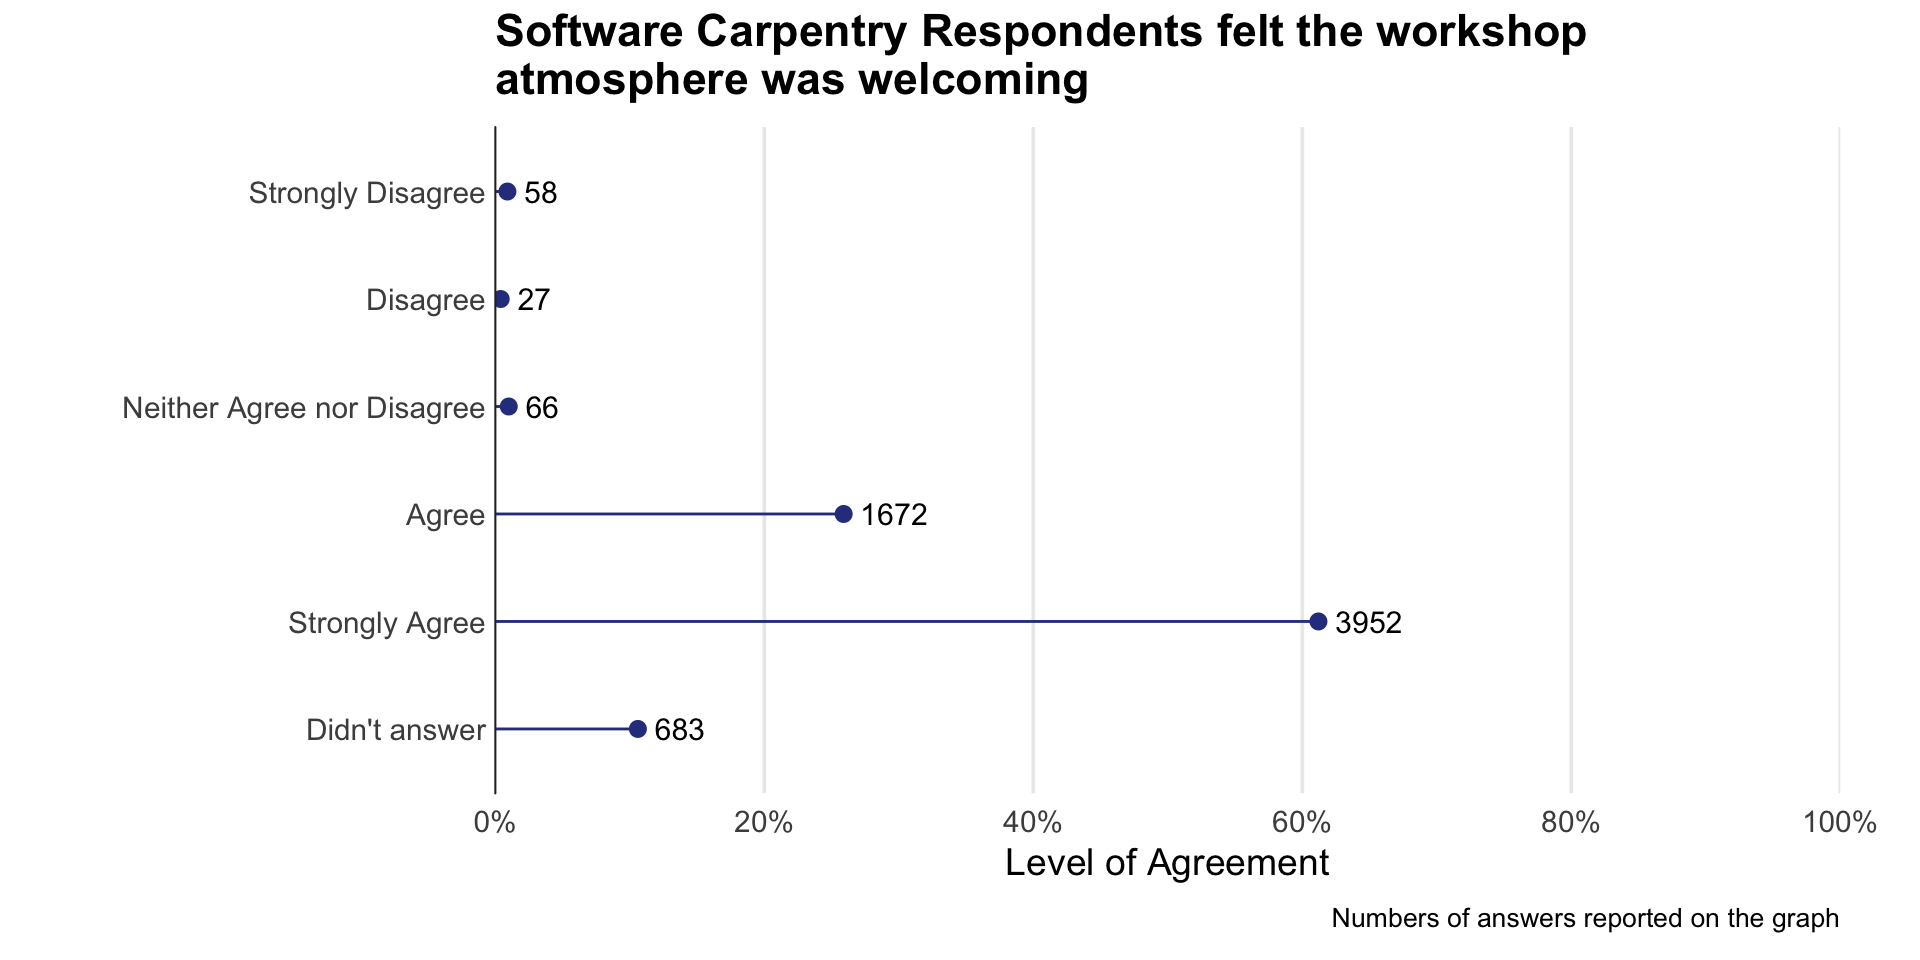 Software Carpentry Respondents felt the workshop
atmosphere was welcoming
Strongly Disagree 58
Disagree 27
Neither Agree nor Disagree 66
Agree 1672
Strongly Agree 3952
Didn't answer 683
0% 20% 40% 60% 80% 100%
Level of Agreement
Numbers of answers reported on the graph